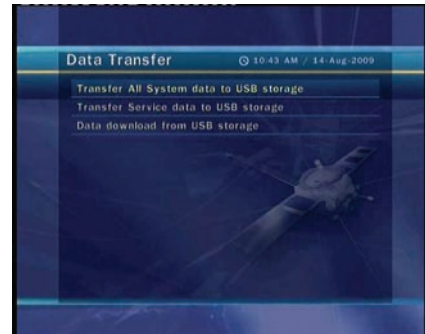 Data Transfer 10:43 AM / 14-Aug-2009
Transfer All System data to USB storage
Transfer Service data to USB storage
Data download from USB storage